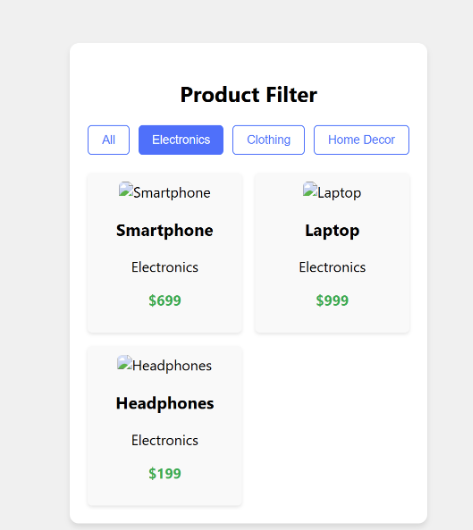 Product Filter
All Electronics Clothing Home Decor
Smartphone
Smartphone
Electronics
$699
Laptop
Laptop
Electronics
$999
Headphones
Headphones
Electronics
$199